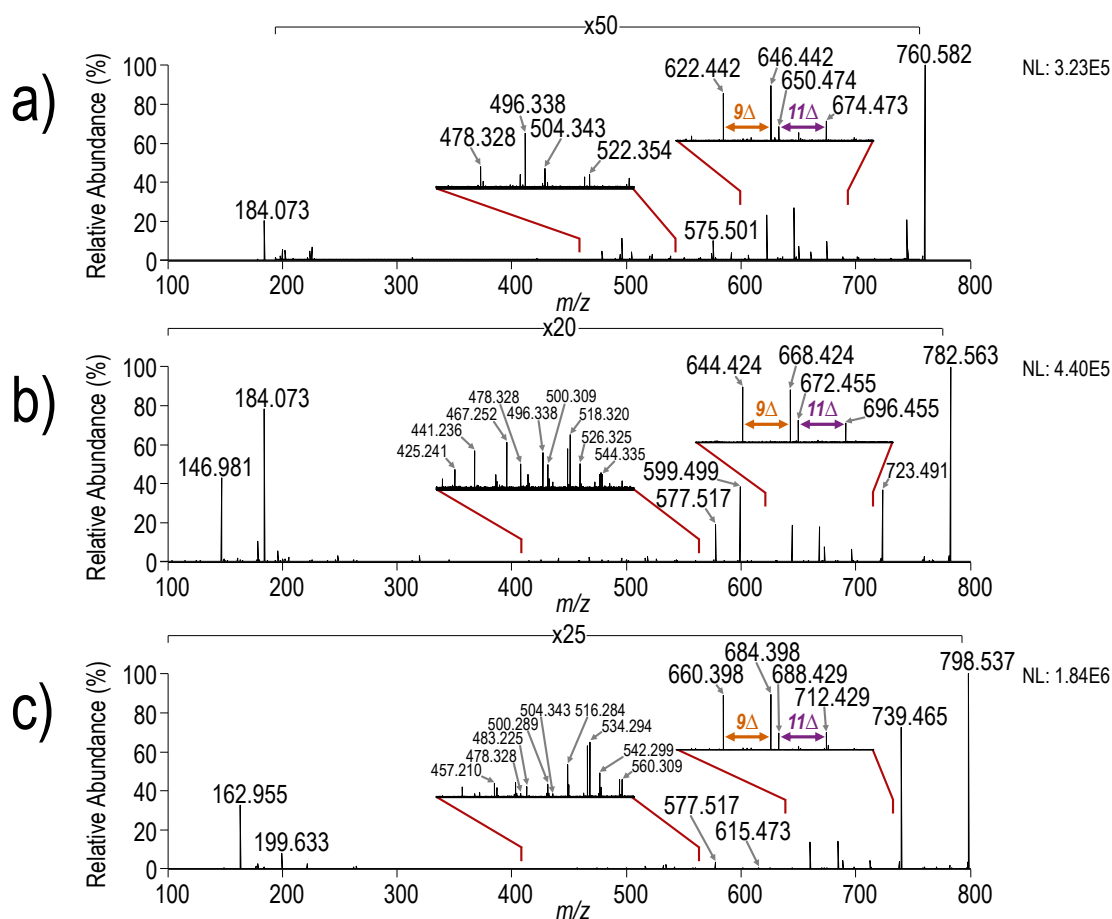 x50
a)
Relative Abundance (%)
100
80
60
40
20
0
184.073
478.328
496.338
504.343
522.354
575.501
622.442
646.442
650.474
674.473
9Δ
11Δ
760.582
NL: 3.23E5
100 200 300 400 500 600 700 800
m/z
x20
b)
Relative Abundance (%)
100
80
60
40
20
0
146.981
184.073
425.241
441.236
467.252
478.328
496.338
500.309
518.320
526.325
544.335
577.517
599.499
644.424
668.424
672.455
696.455
9Δ
11Δ
723.491
782.563
NL: 4.40E5
100 200 300 400 500 600 700 800
m/z
x25
c)
Relative Abundance (%)
100
80
60
40
20
0
162.955
199.633
457.210
478.328
483.225
500.289
504.343
516.284
534.294
542.299
560.309
577.517
615.473
660.398
684.398
688.429
712.429
9Δ
11Δ
739.465
798.537
NL: 1.84E6
100 200 300 400 500 600 700 800
m/z